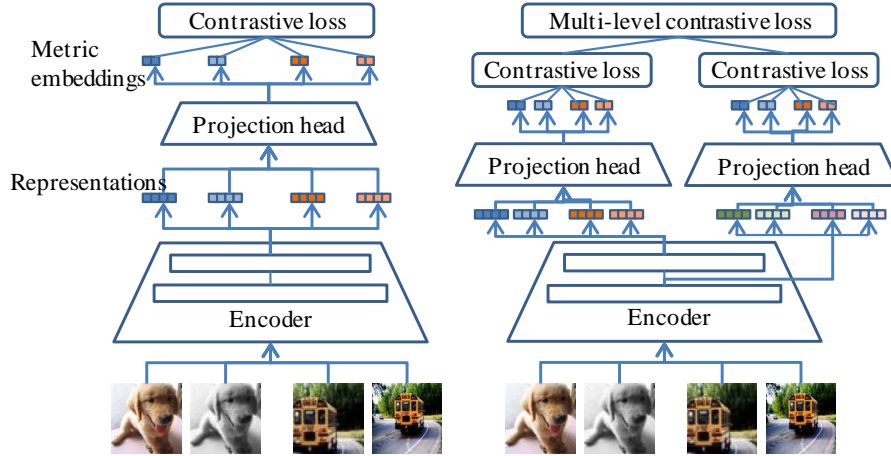 Contrastive loss
Metric
embeddings
Projection head
Representations
Encoder
Multi-level contrastive loss
Contrastive loss
Contrastive loss
Projection head
Projection head
Encoder